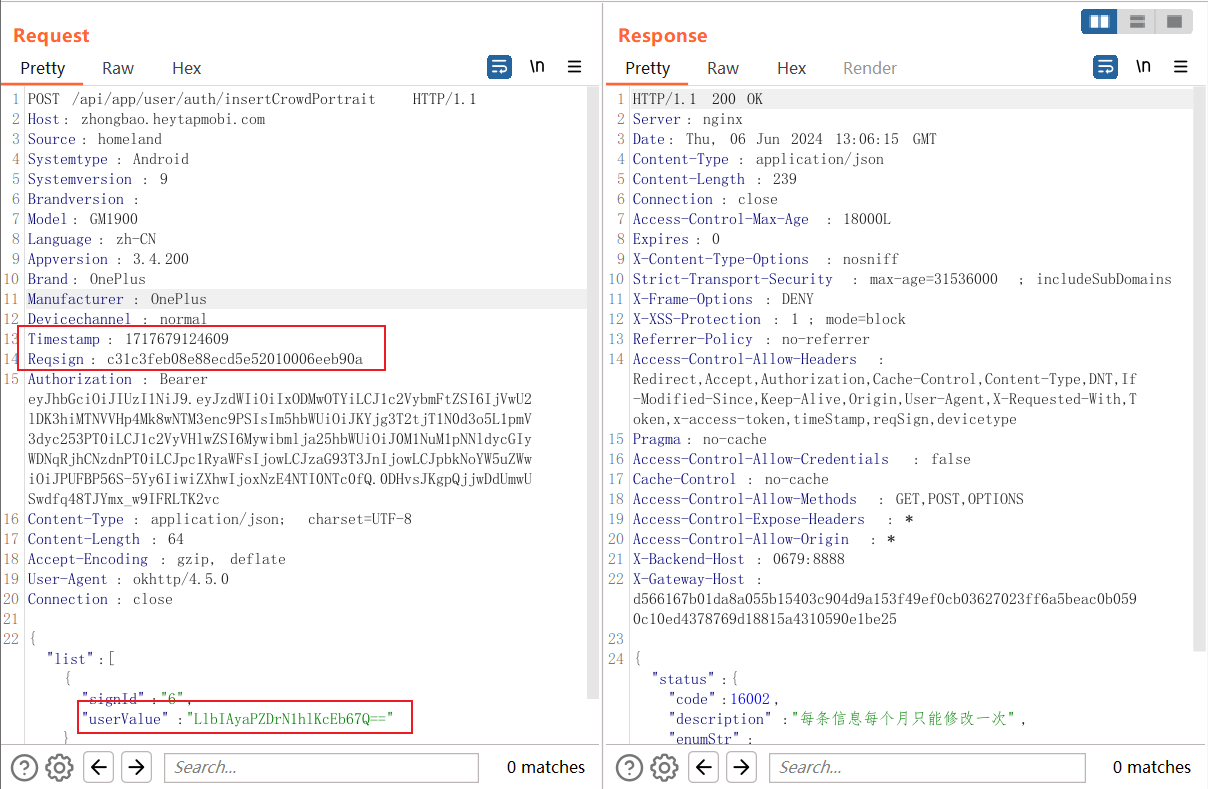 Request
Pretty Raw Hex
\n
1 POST /api/app/user/auth/insertCrowdPortrait HTTP/1.1
2 Host : zhongbao.heytapmobi.com
3 Source : homeland
4 Systemtype : Android
5 Systemversion : 9
6 Brandversion :
7 Model : GM1900
8 Language : zh-CN
9 Appversion : 3.4.200
10 Brand : OnePlus
11 Manufacturer : OnePlus
12 Devicechannel : normal
13 Timestamp : 1717679124609
14 Reqsign : c31c3feb08e88ecd5e52010006eeb90a
15 Authorization : Bearer
eyJhbGciOiJIUzI1NiJ9.eyJzdWIiOiIxODMwOTYiLCJ1c2VybmFtZSI6IjVwU2
lDK3hiMTNVVHp4Mk8wNTM3enc9PSIsIm5hbWUiOiJKYjg3T2tjT1N0d3o5L1pmV
3dyc253PT0iLCJ1c2VyVHlwZSI6Mywibmlja25hbWUiOiJ0M1NuM1pNNldycGIy
WDNqRjhCNzdnPT0iLCJpc1RyaWFsIjowLCJzaG93T3JnIjowLCJpbkNoYW5uZWw
iOiJPUFBP56S-5Yy6IiwiZXhwIjoxNzE4NTI0NTc0fQ.0DHvsJKgpQjjwDdUmwU
Swdfq48TJYmx_w9IFRLTK2vc
16 Content-Type : application/json; charset=UTF-8
17 Content-Length : 64
18 Accept-Encoding : gzip, deflate
19 User-Agent : okhttp/4.5.0
20 Connection : close
21
22 {
"list" :[
{
"signId" :"6",
"userValue" :"LlbIAyaPZDrN1hlKcEb67Q=="
}
Search... 0 matches
Response
Pretty Raw Hex Render
\n
1 HTTP/1.1 200 OK
2 Server : nginx
3 Date : Thu, 06 Jun 2024 13:06:15 GMT
4 Content-Type : application/json
5 Content-Length : 239
6 Connection : close
7 Access-Control-Max-Age : 18000L
8 Expires : 0
9 X-Content-Type-Options : nosniff
10 Strict-Transport-Security : max-age=31536000 ; includeSubDomains
11 X-Frame-Options : DENY
12 X-XSS-Protection : 1 ; mode=block
13 Referrer-Policy : no-referrer
14 Access-Control-Allow-Headers :
Redirect,Accept,Authorization,Cache-Control,Content-Type,DNT,If
-Modified-Since,Keep-Alive,Origin,User-Agent,X-Requested-With,T
oken,x-access-token,timeStamp,reqSign,devicetype
15 Pragma : no-cache
16 Access-Control-Allow-Credentials : false
17 Cache-Control : no-cache
18 Access-Control-Allow-Methods : GET,POST,OPTIONS
19 Access-Control-Expose-Headers : *
20 Access-Control-Allow-Origin : *
21 X-Backend-Host : 0679:8888
22 X-Gateway-Host :
d566167b01da8a055b15403c904d9a153f49ef0cb03627023ff6a5beac0b059
0c10ed4378769d18815a4310590e1be25
23
24 {
"status" :{
"code" :16002,
"description" :"每条信息每个月只能修改一次",
"enumStr" :
Search... 0 matches